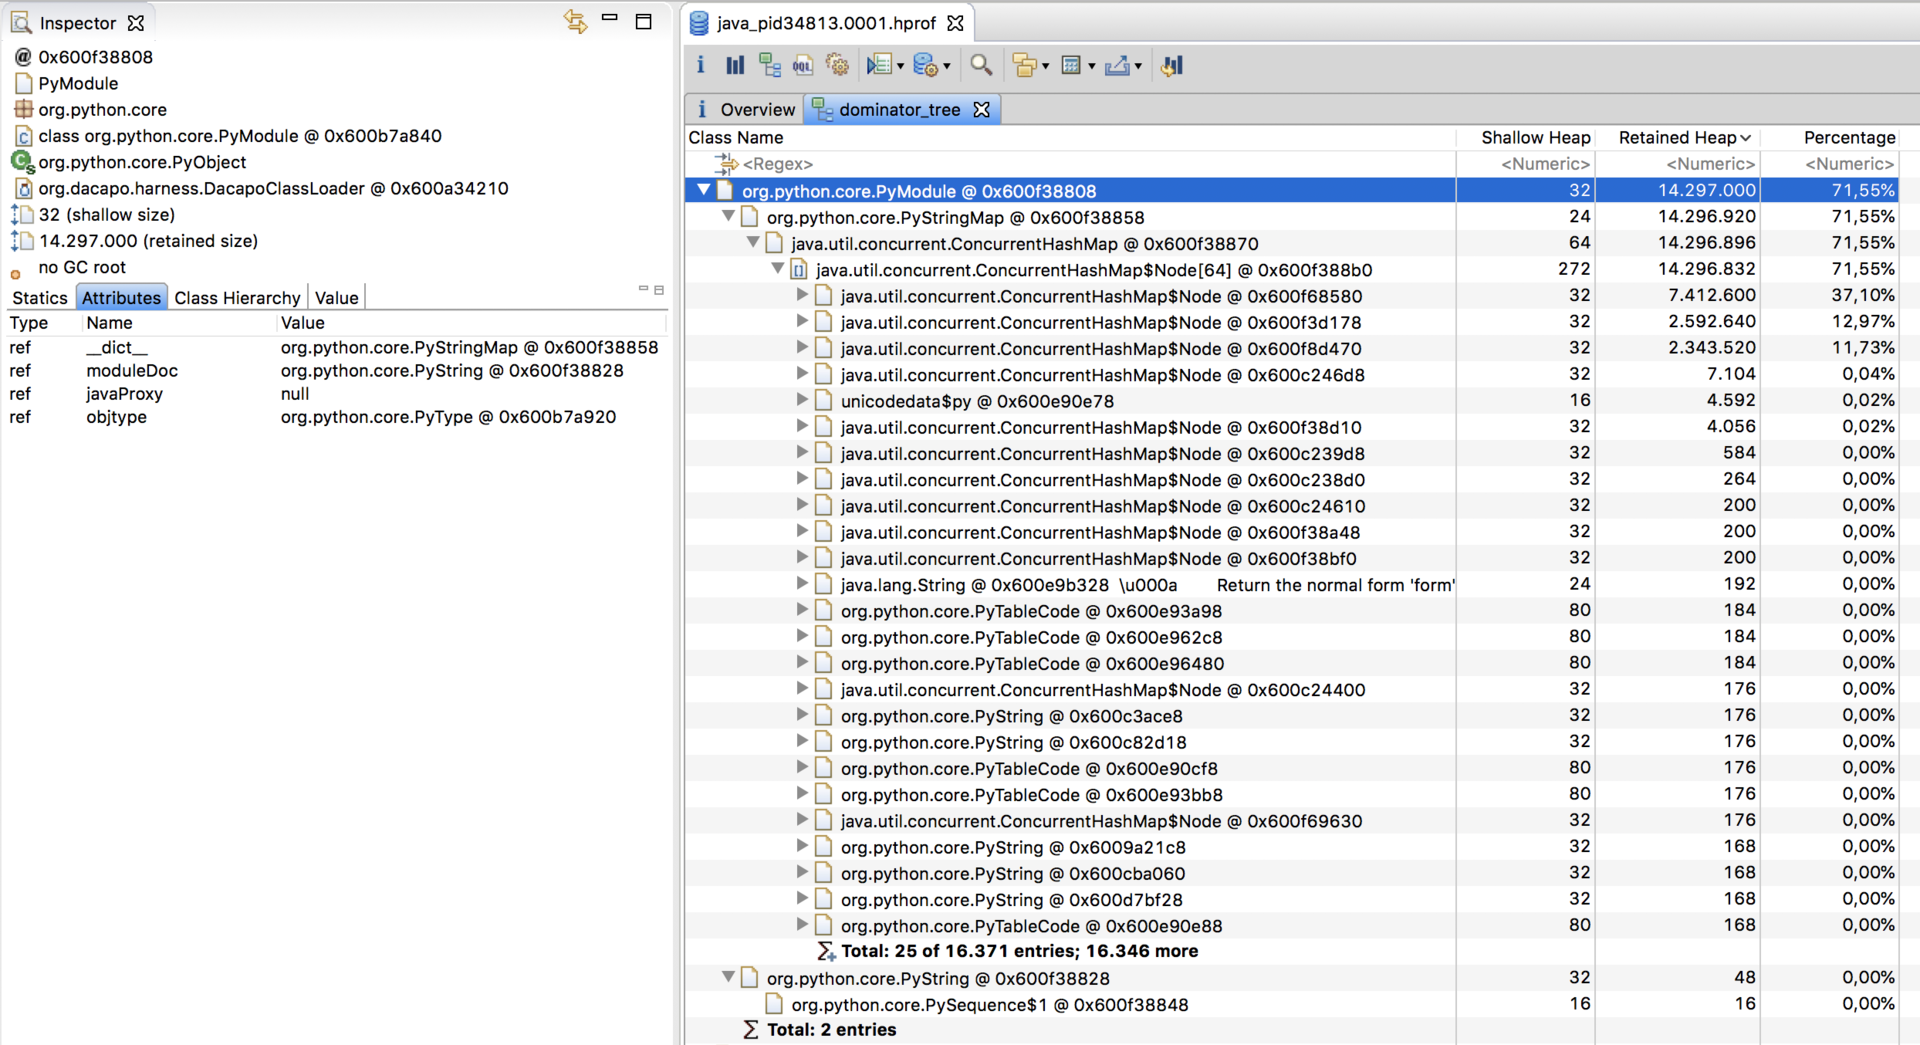 Inspector
@ 0x600f38808
PyModule
org.python.core
class org.python.core.PyModule @ 0x600b7a840
org.python.core.PyObject
org.dacapo.harness.DacapoClassLoader @ 0x600a34210
32 (shallow size)
14.297.000 (retained size)
no GC root
Statics Attributes Class Hierarchy Value
Type Name Value
ref __dict__ org.python.core.PyStringMap @ 0x600f38858
ref moduleDoc org.python.core.PyString @ 0x600f38828
ref javaProxy null
ref objtype org.python.core.PyType @ 0x600b7a920
java_pid34813.0001.hprof
i OQL
i Overview dominator_tree
Class Name Shallow Heap Retained Heap Percentage
<Regex> <Numeric> <Numeric> <Numeric>
org.python.core.PyModule @ 0x600f38808 32 14.297.000 71,55%
org.python.core.PyStringMap @ 0x600f38858 24 14.296.920 71,55%
java.util.concurrent.ConcurrentHashMap @ 0x600f38870 64 14.296.896 71,55%
java.util.concurrent.ConcurrentHashMap$Node[64] @ 0x600f388b0 272 14.296.832 71,55%
java.util.concurrent.ConcurrentHashMap$Node @ 0x600f68580 32 7.412.600 37,10%
java.util.concurrent.ConcurrentHashMap$Node @ 0x600f3d178 32 2.592.640 12,97%
java.util.concurrent.ConcurrentHashMap$Node @ 0x600f8d470 32 2.343.520 11,73%
java.util.concurrent.ConcurrentHashMap$Node @ 0x600c246d8 32 7.104 0,04%
unicodedata$py @ 0x600e90e78 16 4.592 0,02%
java.util.concurrent.ConcurrentHashMap$Node @ 0x600f38d10 32 4.056 0,02%
java.util.concurrent.ConcurrentHashMap$Node @ 0x600c239d8 32 584 0,00%
java.util.concurrent.ConcurrentHashMap$Node @ 0x600c238d0 32 264 0,00%
java.util.concurrent.ConcurrentHashMap$Node @ 0x600c24610 32 200 0,00%
java.util.concurrent.ConcurrentHashMap$Node @ 0x600f38a48 32 200 0,00%
java.util.concurrent.ConcurrentHashMap$Node @ 0x600f38bf0 32 200 0,00%
java.lang.String @ 0x600e9b328 \u000a Return the normal form 'form' 24 192 0,00%
org.python.core.PyTableCode @ 0x600e93a98 80 184 0,00%
org.python.core.PyTableCode @ 0x600e962c8 80 184 0,00%
org.python.core.PyTableCode @ 0x600e96480 80 184 0,00%
java.util.concurrent.ConcurrentHashMap$Node @ 0x600c24400 32 176 0,00%
org.python.core.PyString @ 0x600c3ace8 32 176 0,00%
org.python.core.PyString @ 0x600c82d18 32 176 0,00%
org.python.core.PyTableCode @ 0x600e90cf8 80 176 0,00%
org.python.core.PyTableCode @ 0x600e93bb8 80 176 0,00%
java.util.concurrent.ConcurrentHashMap$Node @ 0x600f69630 32 176 0,00%
org.python.core.PyString @ 0x6009a21c8 32 168 0,00%
org.python.core.PyString @ 0x600cba060 32 168 0,00%
org.python.core.PyString @ 0x600d7bf28 32 168 0,00%
org.python.core.PyTableCode @ 0x600e90e88 80 168 0,00%
Total: 25 of 16.371 entries; 16.346 more
org.python.core.PyString @ 0x600f38828 32 48 0,00%
org.python.core.PySequence$1 @ 0x600f38848 16 16 0,00%
Total: 2 entries